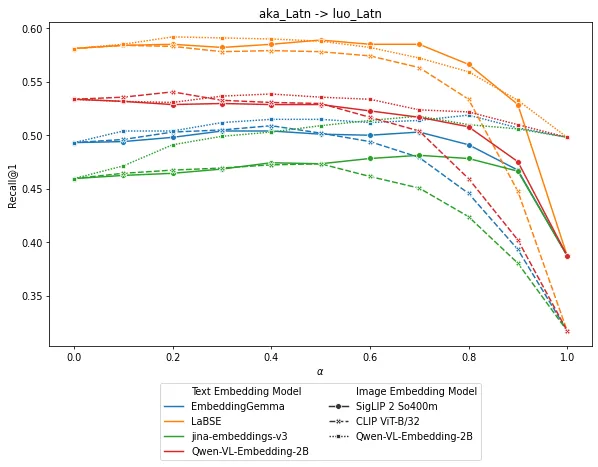 aka_Latn -> luo_Latn
0.60
0.55
0.50
0.45
0.40
0.35
Recall@1
0.0 0.2 0.4 0.6 0.8 1.0
α
Text Embedding Model
EmbeddingGemma
LaBSE
jina-embeddings-v3
Qwen-VL-Embedding-2B
Image Embedding Model
SigLIP 2 So400m
CLIP ViT-B/32
Qwen-VL-Embedding-2B